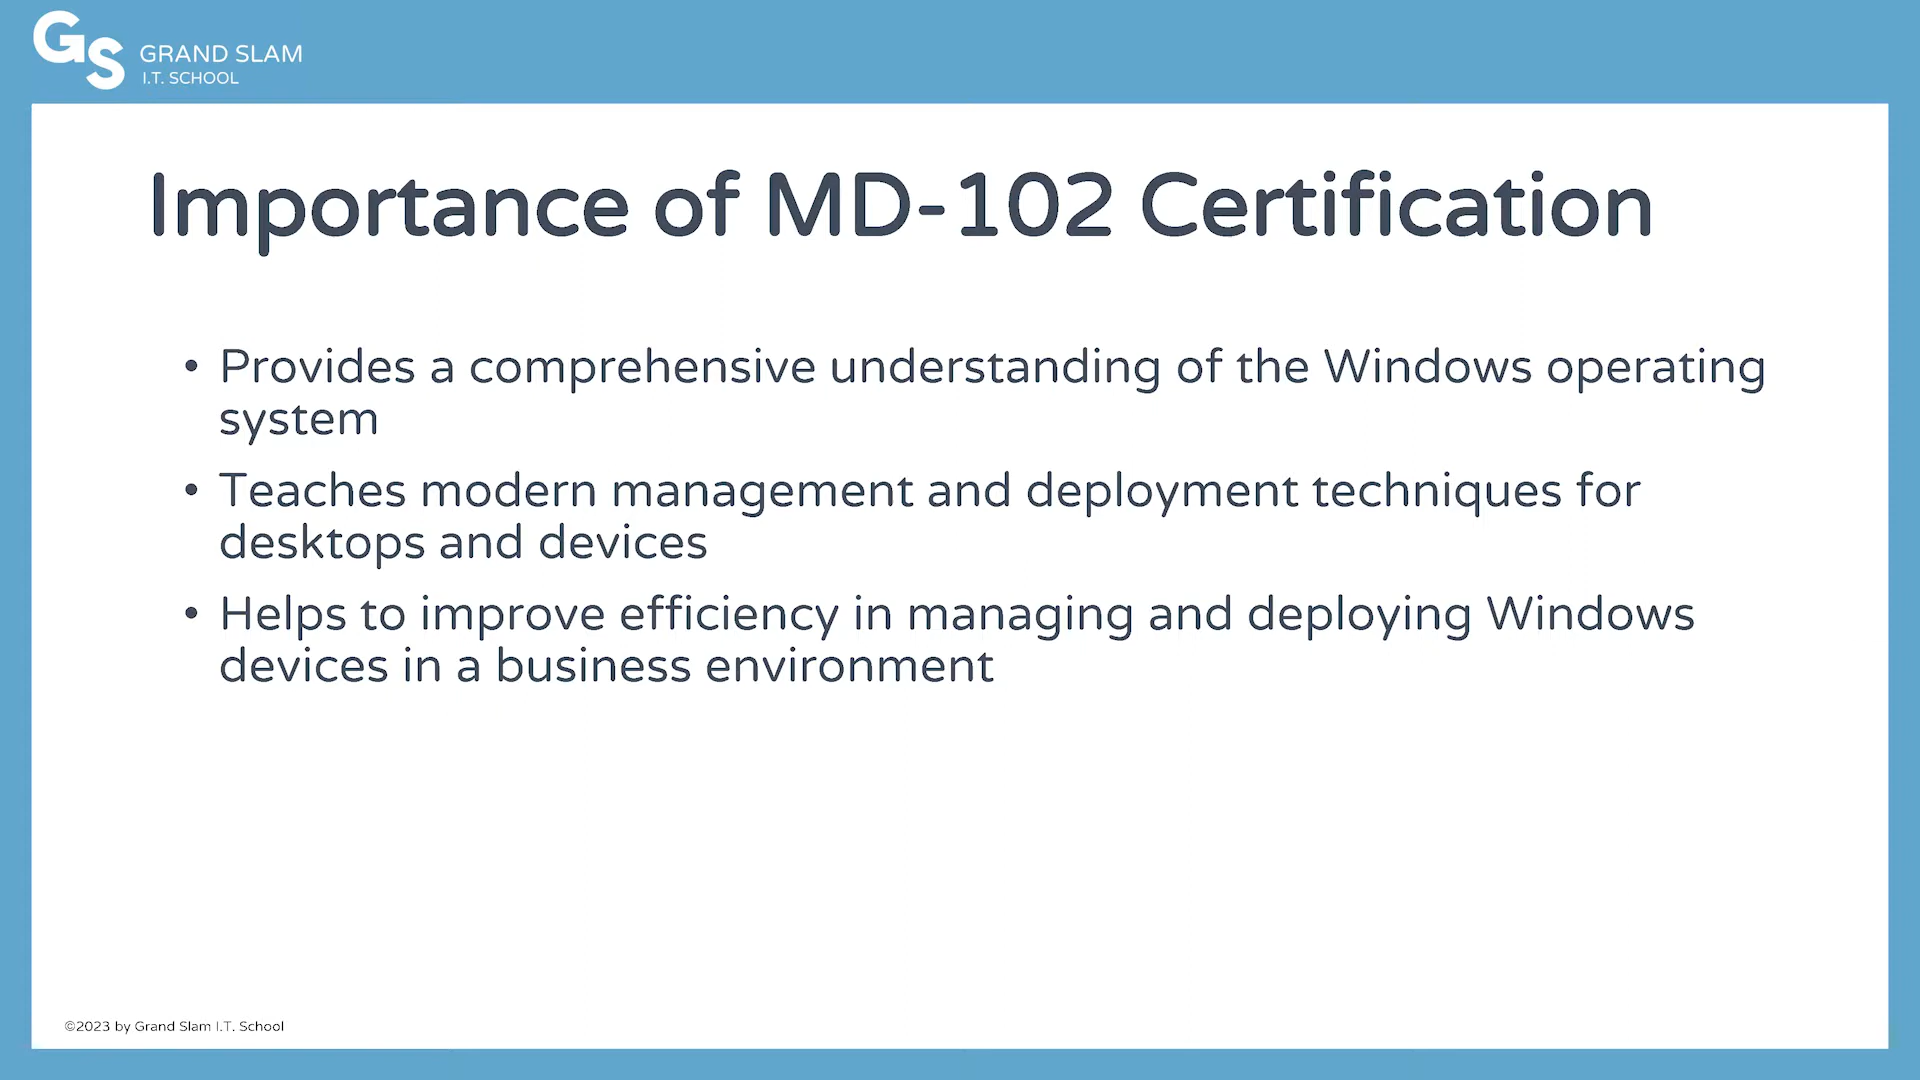 GS
GRAND SLAM
I.T. SCHOOL
Importance of MD-102 Certification
• Provides a comprehensive understanding of the Windows operating
system
• Teaches modern management and deployment techniques for
desktops and devices
• Helps to improve efficiency in managing and deploying Windows
devices in a business environment
©2023 by Grand Slam I.T. School